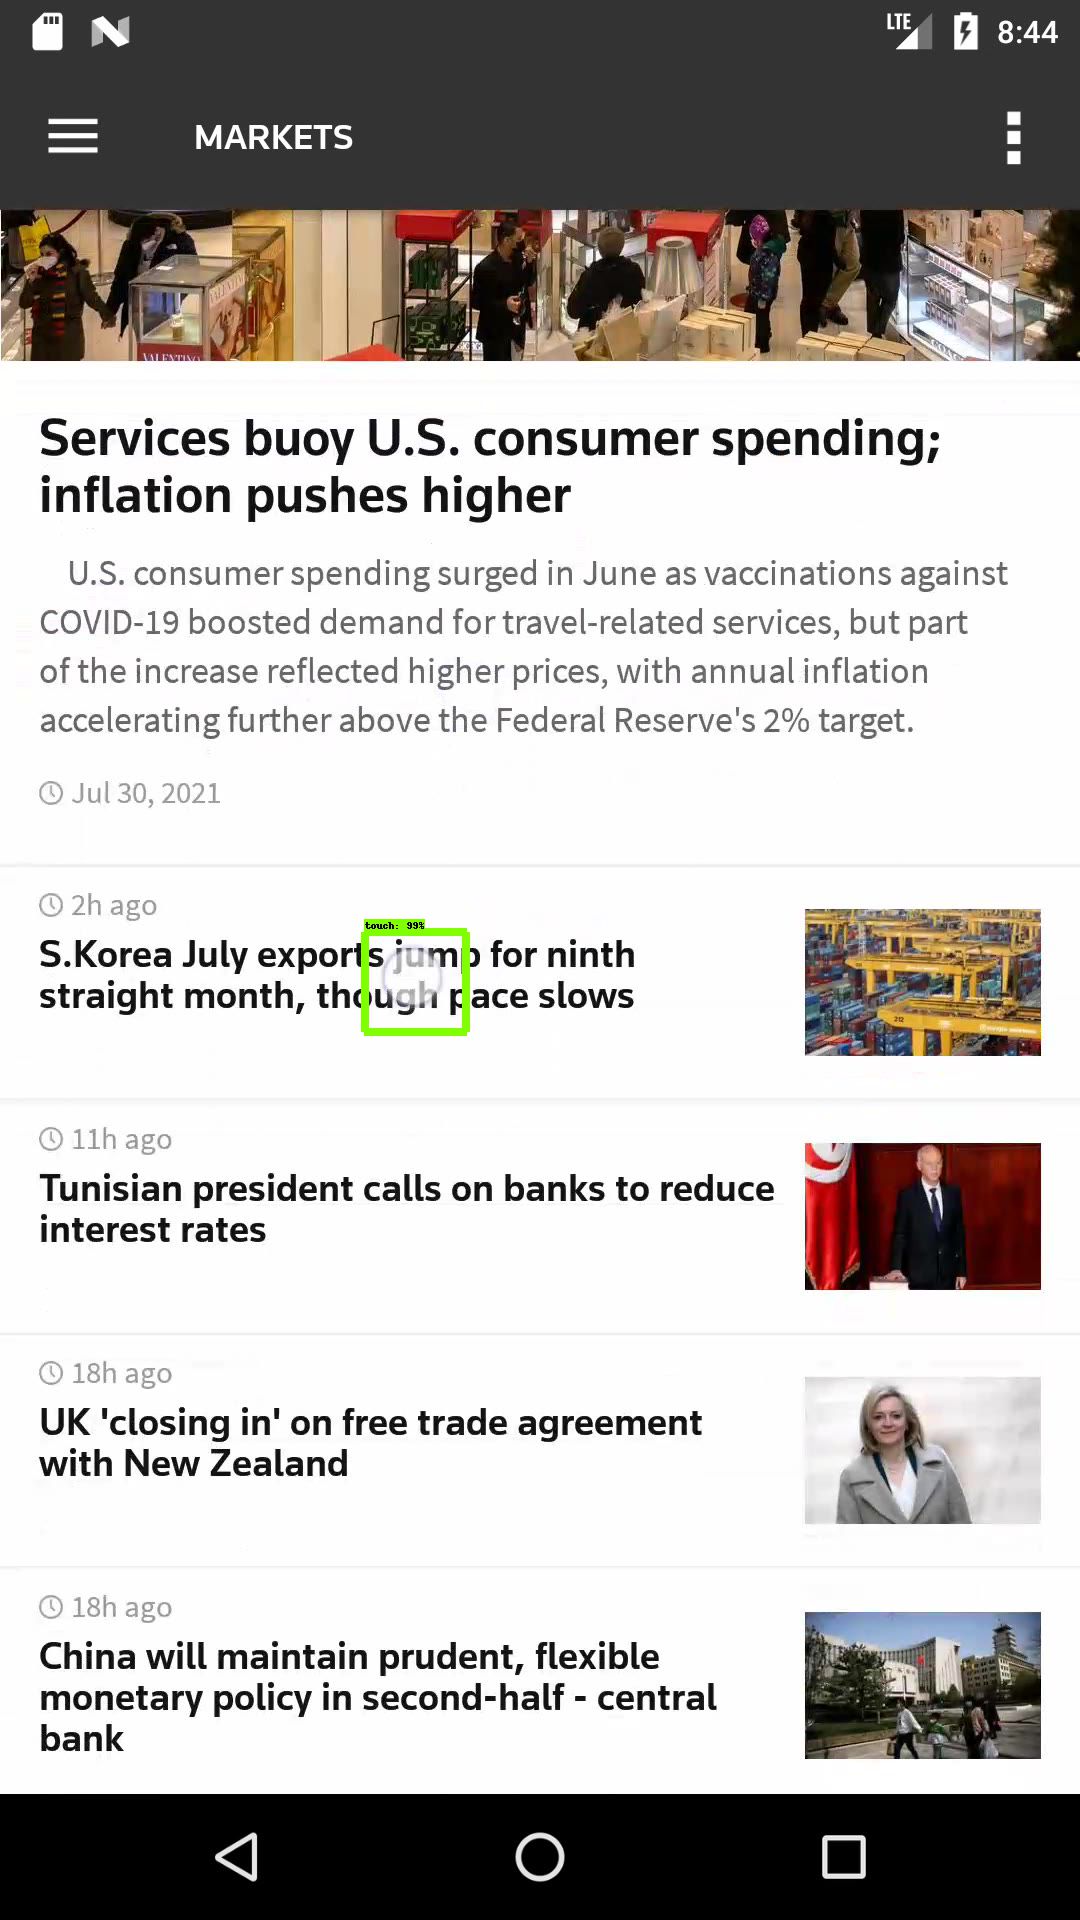 LTE 8:44
MARKETS
VALENTINO
Services buoy U.S. consumer spending;
inflation pushes higher
U.S. consumer spending surged in June as vaccinations against
COVID-19 boosted demand for travel-related services, but part
of the increase reflected higher prices, with annual inflation
accelerating further above the Federal Reserve's 2% target.
Jul 30, 2021
2h ago
touch: 99%
S.Korea July exports jump for ninth
straight month, though pace slows
212
11h ago
Tunisian president calls on banks to reduce
interest rates
18h ago
UK 'closing in' on free trade agreement
with New Zealand
18h ago
China will maintain prudent, flexible
monetary policy in second-half - central
bank